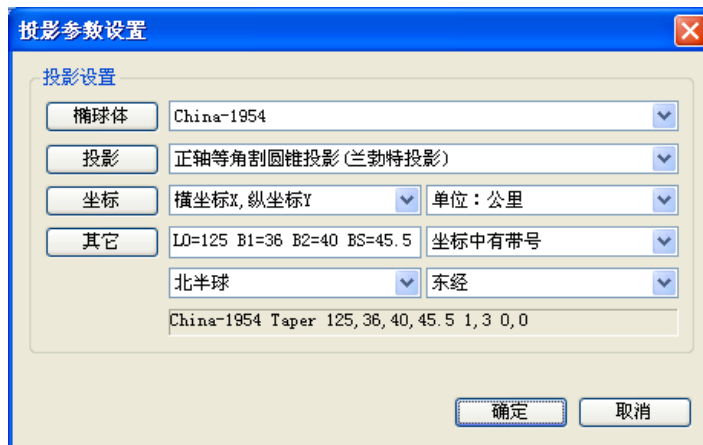 投影参数设置
投影设置
椭球体 China-1954
投影 正轴等角割圆锥投影(兰勃特投影)
坐标 横坐标X,纵坐标Y 单位：公里
其它 L0=125 B1=36 B2=40 BS=45.5 坐标中有带号
北半球 东经
China-1954 Taper 125,36,40,45.5 1,3 0,0
确定 取消